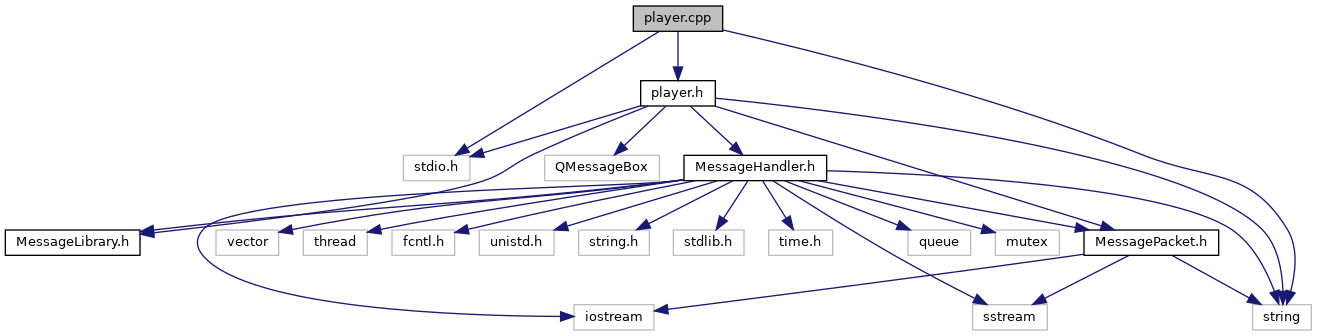 player.cpp
player.h
stdio.h
QMessageBox
MessageHandler.h
MessageLibrary.h
vector
thread
fcntl.h
unistd.h
string.h
stdlib.h
time.h
queue
mutex
MessagePacket.h
iostream
sstream
string